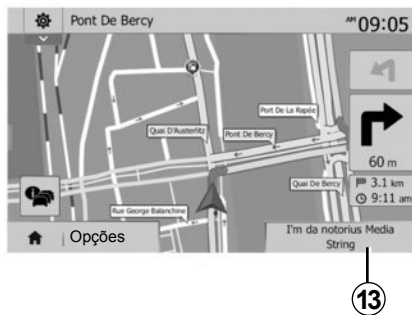 Pont De Bercy
AM 09:05
Port De La Rapée
Quai D'Austerlitz
Pont De Bercy
60 m
Quai De Bercy
3.1 km
9:11 am
Rue George Balanchine
Opções
I'm da notorius Media
String
13